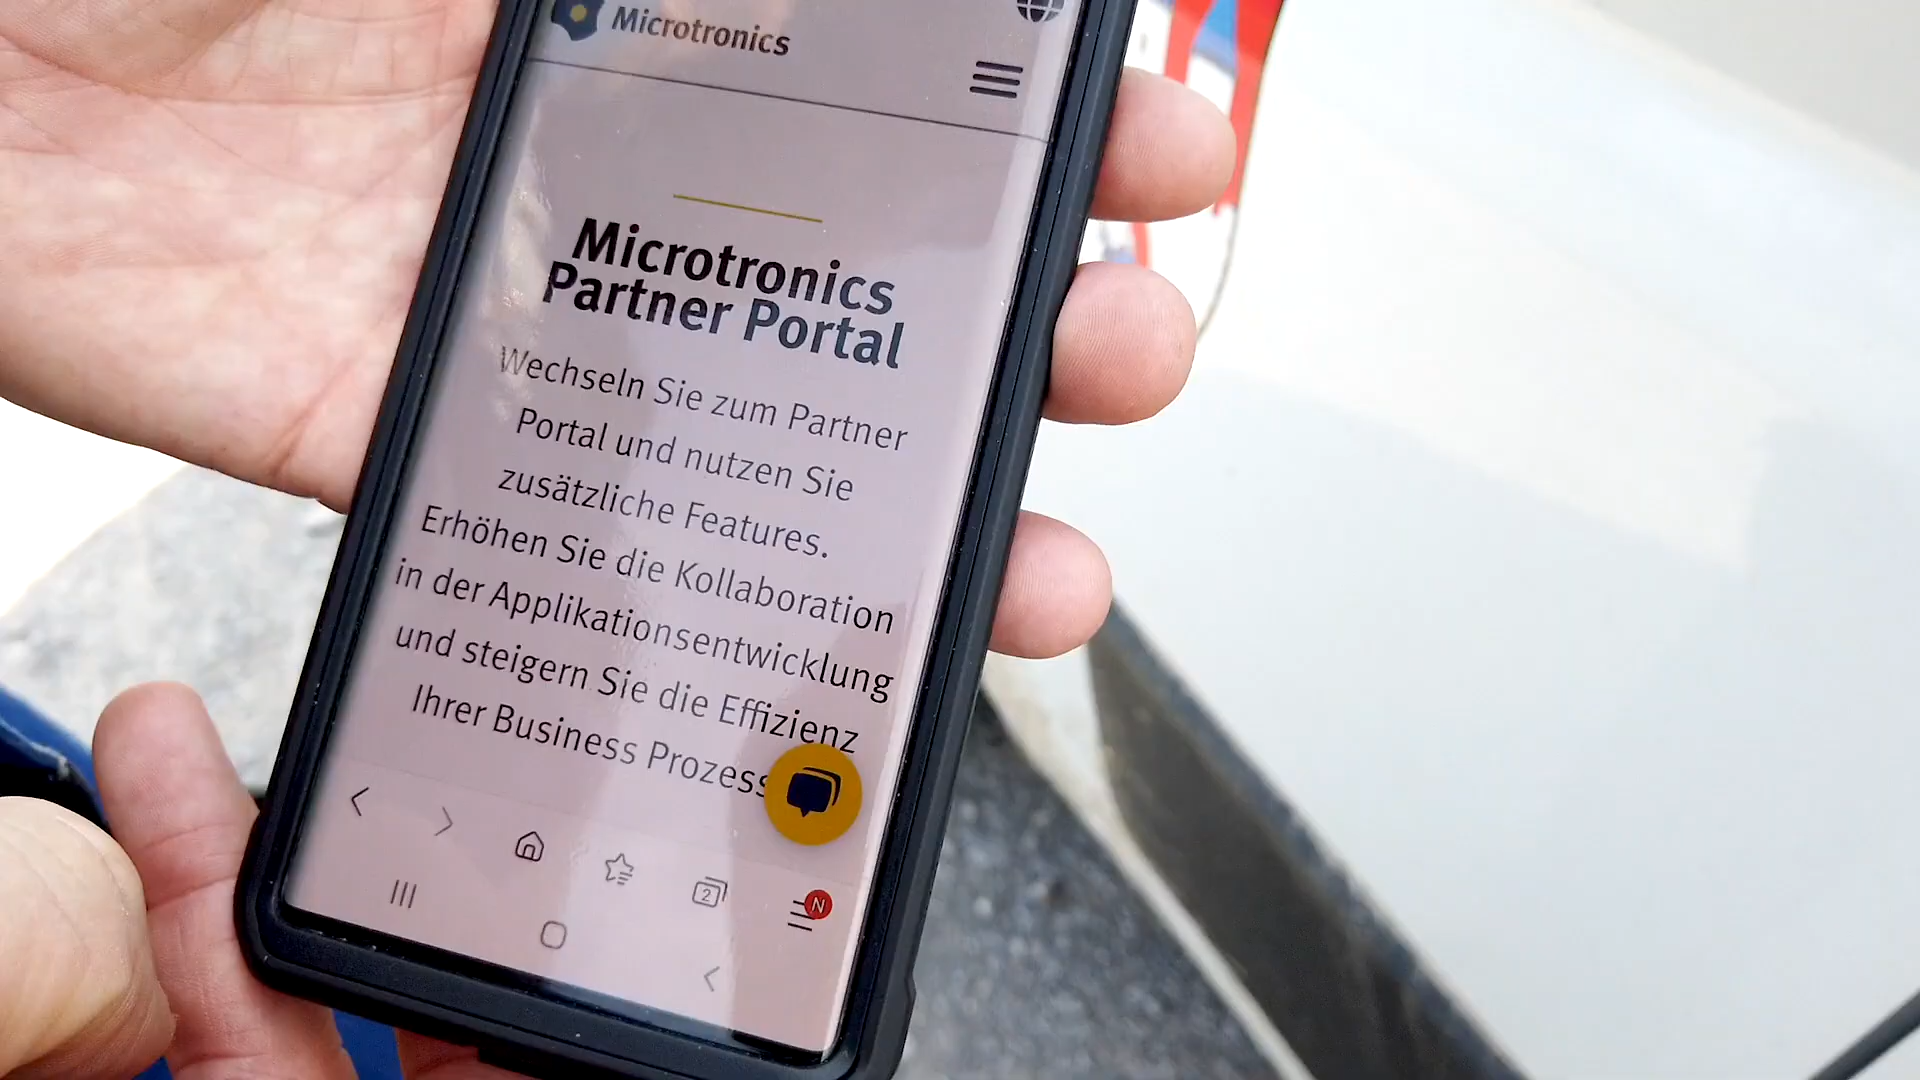 Microtronics
Microtronics
Partner Portal
Wechseln Sie zum Partner
Portal und nutzen Sie
zusätzliche Features.
Erhöhen Sie die Kollaboration
in der Applikationsentwicklung
und steigern Sie die Effizienz
Ihrer Business Prozess
2
N